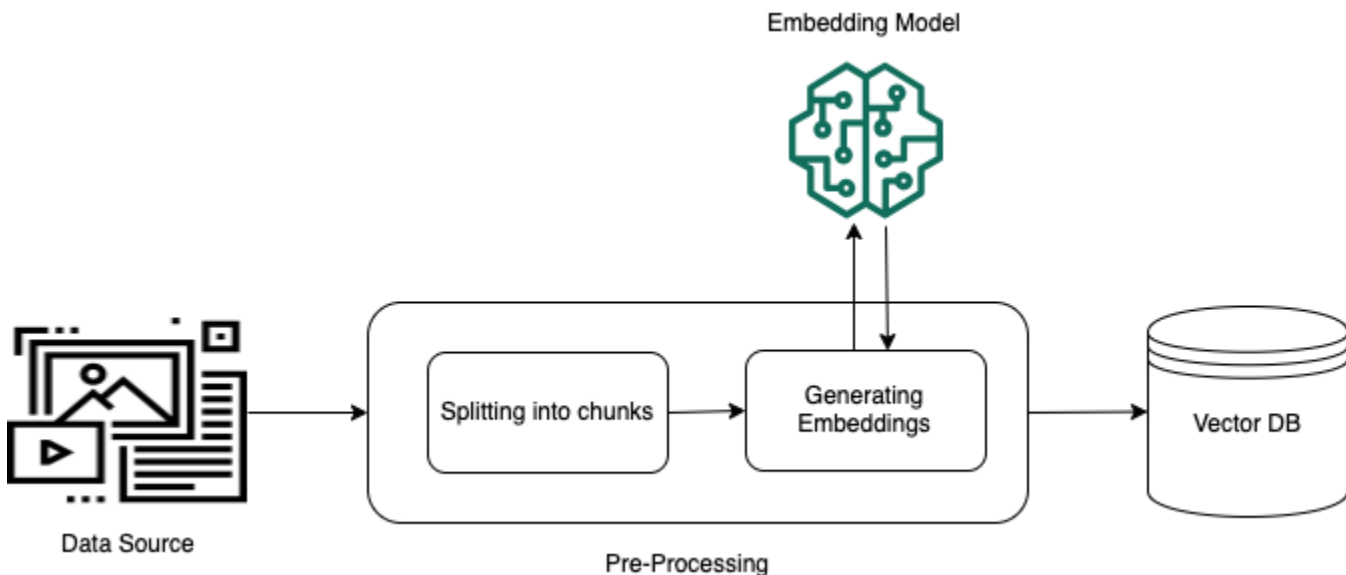 Embedding Model
Splitting into chunks
Generating
Embeddings
Vector DB
Data Source
Pre-Processing